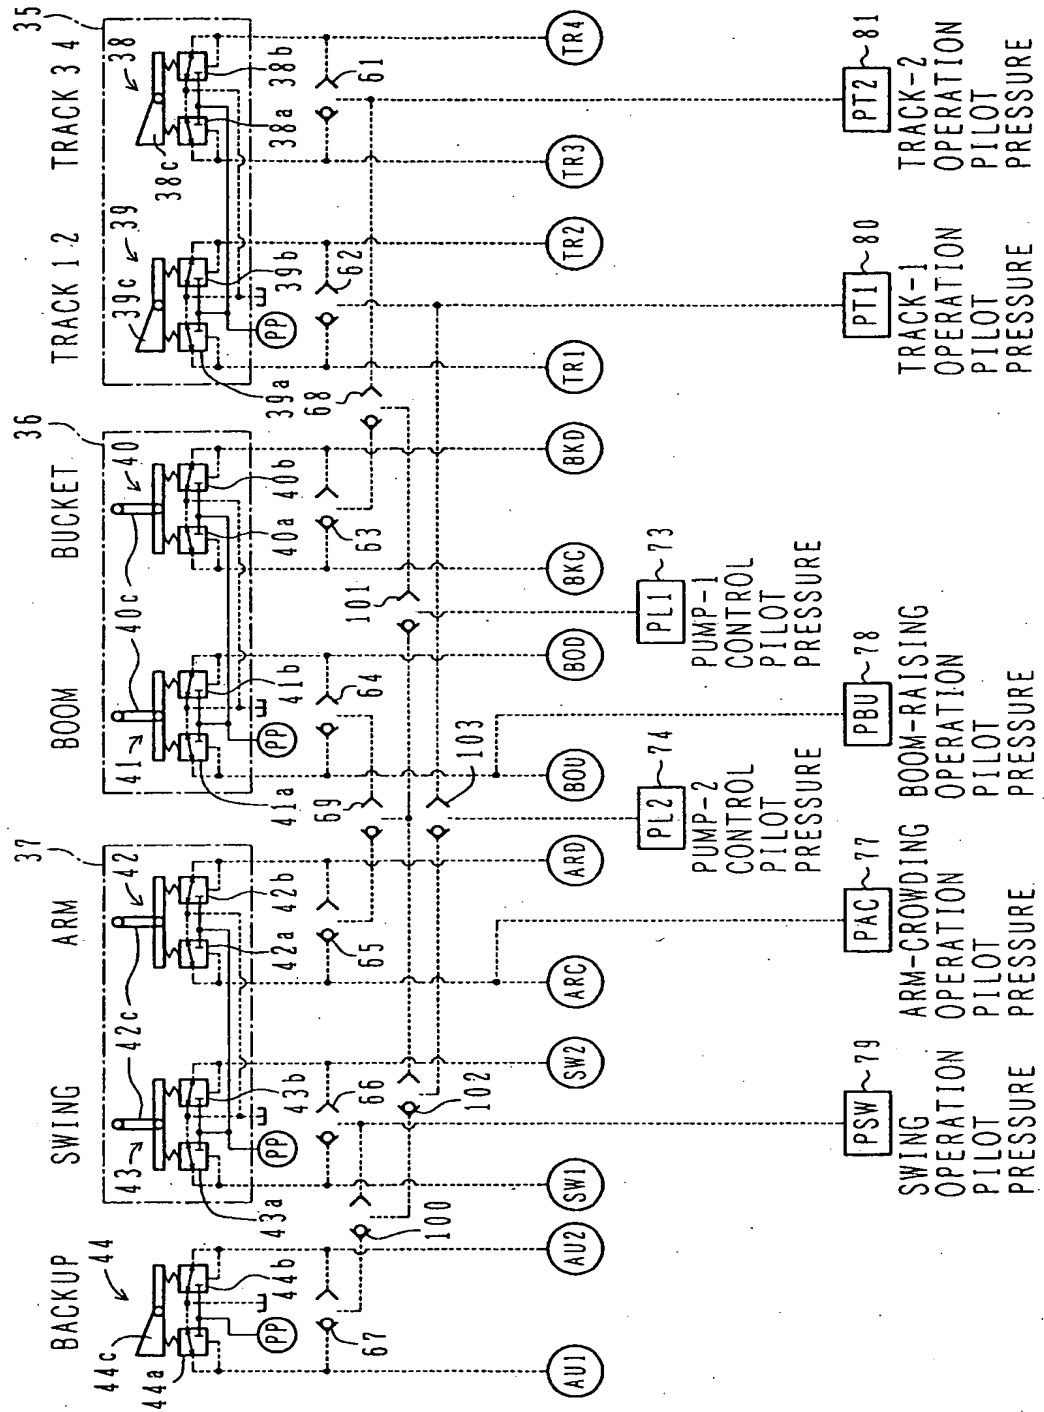 BACKUP
SWING
ARM
BOOM
BUCKET
TRACK 1 2
TRACK 3 4
37
36
35
44c
44
43
42c
42
41
40c
40
39c
39
38c
38
44a
44b
43a
43b
42a
42b
41a
41b
40a
40b
39a
39b
38a
38b
PP
PP
PP
PP
67
66
65
64
63
62
61
100
69
68
102
103
101
AU1
AU2
SW1
SW2
ARC
ARD
BOU
BOD
BKC
BKD
TR1
TR2
TR3
TR4
PL2
74
PUMP-2
CONTROL
PILOT
PRESSURE
PL1
73
PUMP-1
CONTROL
PILOT
PRESSURE
PSW
79
SWING
OPERATION
PILOT
PRESSURE
PAC
77
ARM-CROWDING
OPERATION
PILOT
PRESSURE
PBU
78
BOOM-RAISING
OPERATION
PILOT
PRESSURE
PT1
80
TRACK-1
OPERATION
PILOT
PRESSURE
PT2
81
TRACK-2
OPERATION
PILOT
PRESSURE